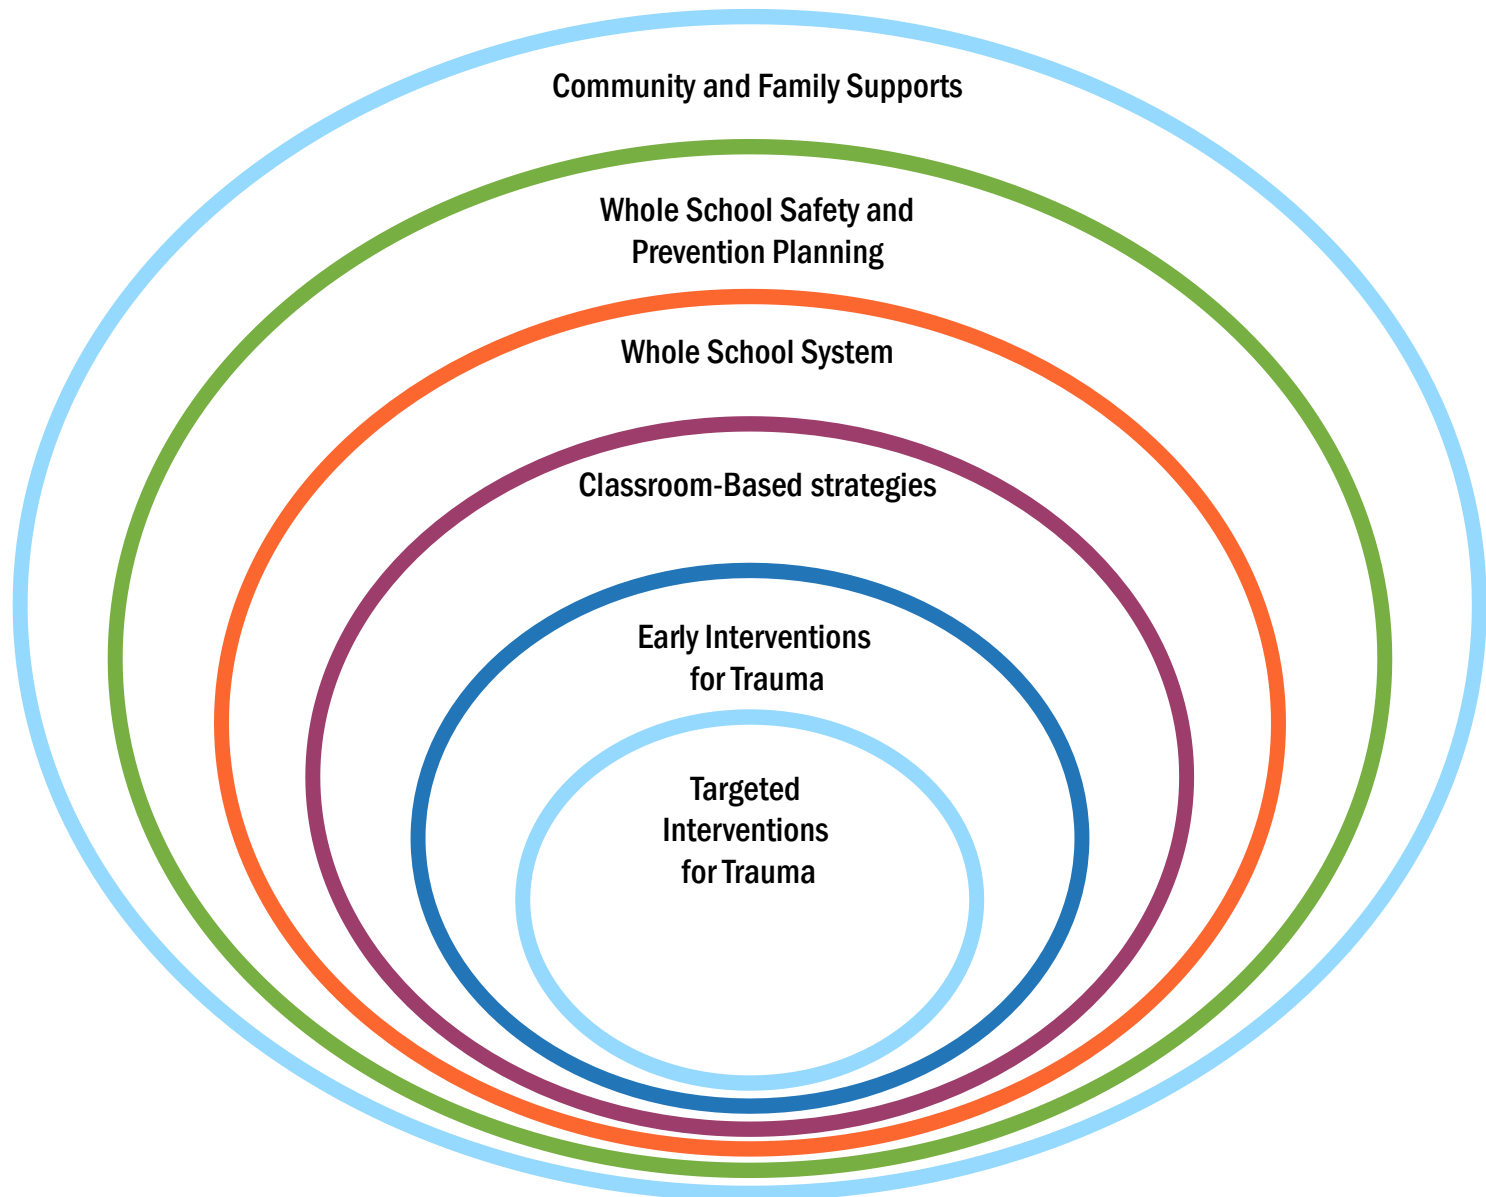 Community and Family Supports
Whole School Safety and
Prevention Planning
Whole School System
Classroom-Based strategies
Early Interventions
for Trauma
Targeted
Interventions
for Trauma